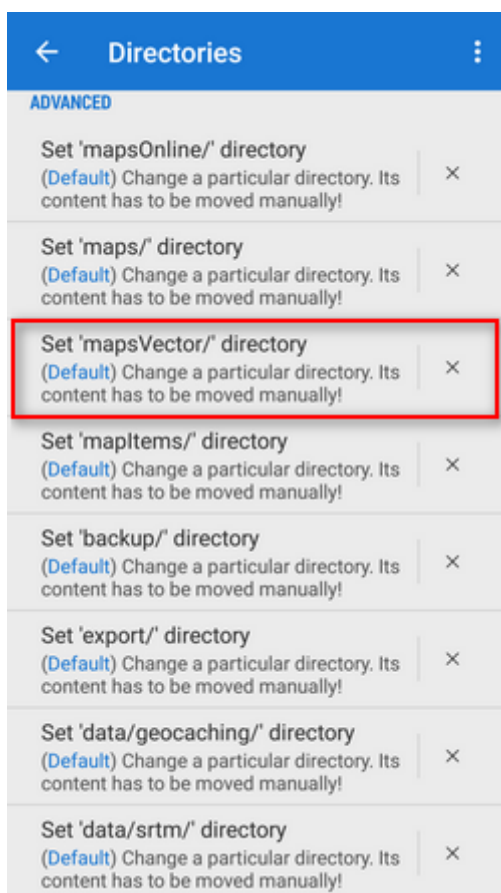 Directories
ADVANCED
Set 'mapsOnline/' directory
(Default) Change a particular directory. Its
content has to be moved manually!
Set 'maps/' directory
(Default) Change a particular directory. Its
content has to be moved manually!
Set 'mapsVector/' directory
(Default) Change a particular directory. Its
content has to be moved manually!
Set 'mapItems/' directory
(Default) Change a particular directory. Its
content has to be moved manually!
Set 'backup/' directory
(Default) Change a particular directory. Its
content has to be moved manually!
Set 'export/' directory
(Default) Change a particular directory. Its
content has to be moved manually!
Set 'data/geocaching/' directory
(Default) Change a particular directory. Its
content has to be moved manually!
Set 'data/srtm/' directory
(Default) Change a particular directory. Its
content has to be moved manually!